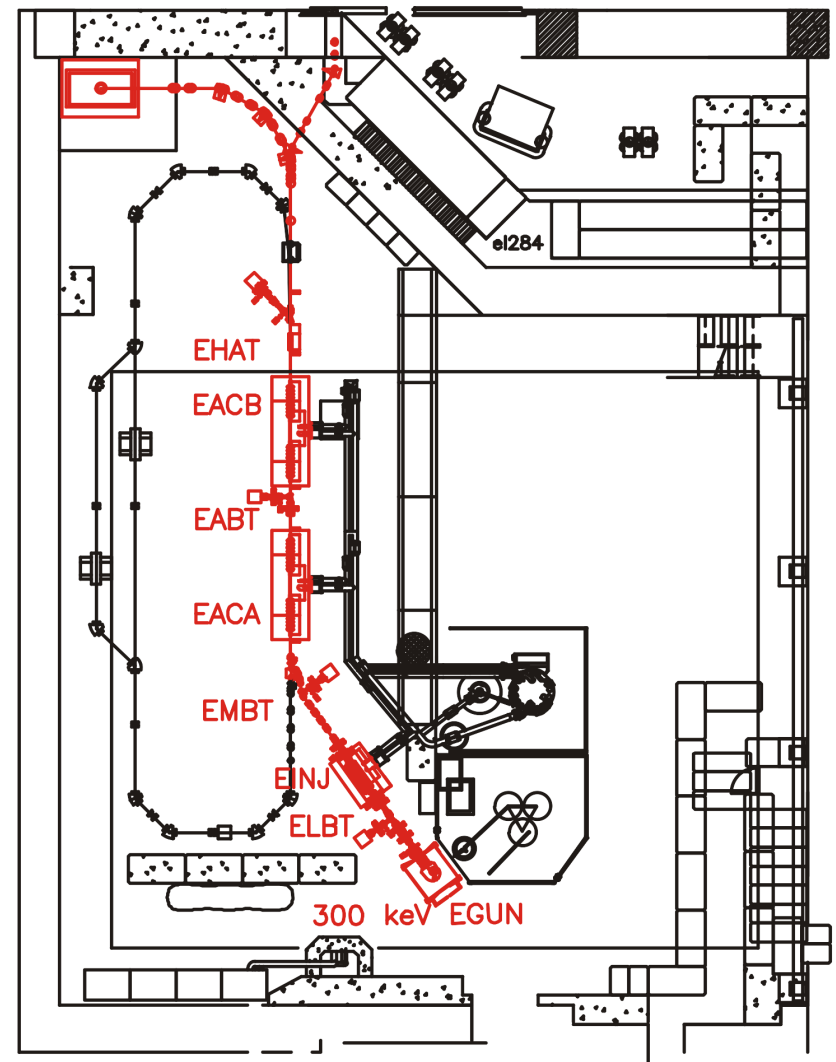 el284
EHAT
EACB
EABT
EACA
EMBT
EINJ
ELBT
300 keV EGUN